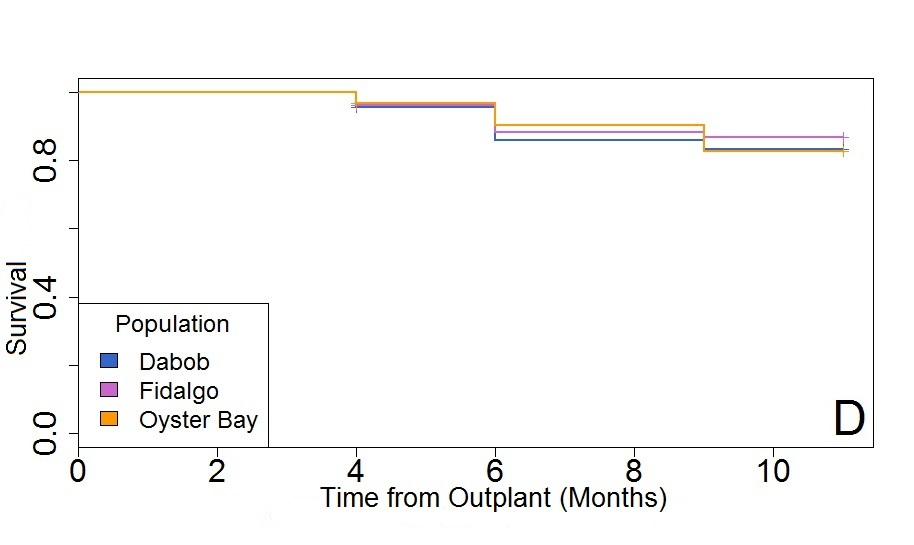 Survival
0.8
0.4
0.0
Population
Dabob
Fidalgo
Oyster Bay
D
0 2 4 6 8 10
Time from Outplant (Months)